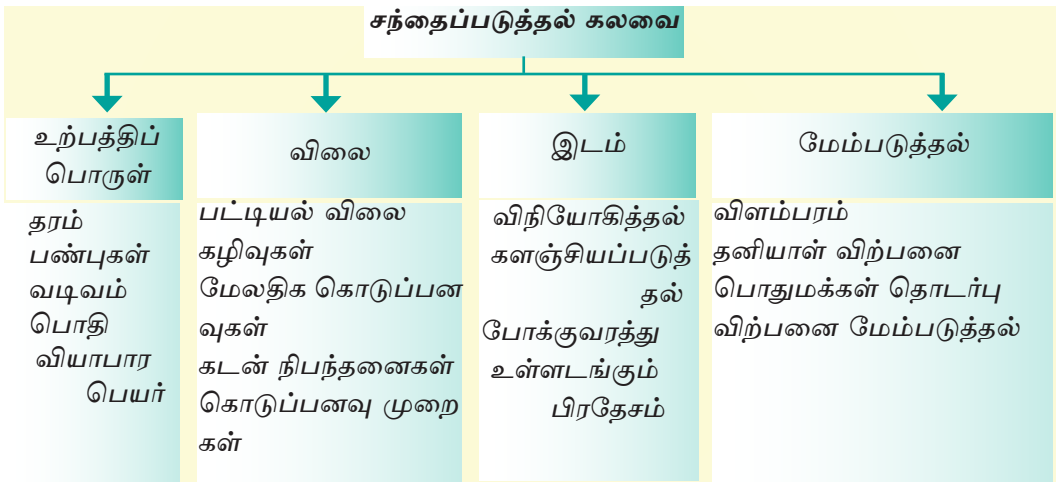 சந்தைப்படுத்தல் கலவை
உற்பத்திப்
பொருள்
தரம்
பண்புகள்
வடிவம்
பொதி
வியாபார
பெயர்
விலை
பட்டியல் விலை
கழிவுகள்
மேலதிக கொடுப்பன
வுகள்
கடன் நிபந்தனைகள்
கொடுப்பனவு முறை
கள்
இடம்
விநியோகித்தல்
களஞ்சியப்படுத்
தல்
போக்குவரத்து
உள்ளடங்கும்
பிரதேசம்
மேம்படுத்தல்
விளம்பரம்
தனியாள் விற்பனை
பொதுமக்கள் தொடர்பு
விற்பனை மேம்படுத்தல்